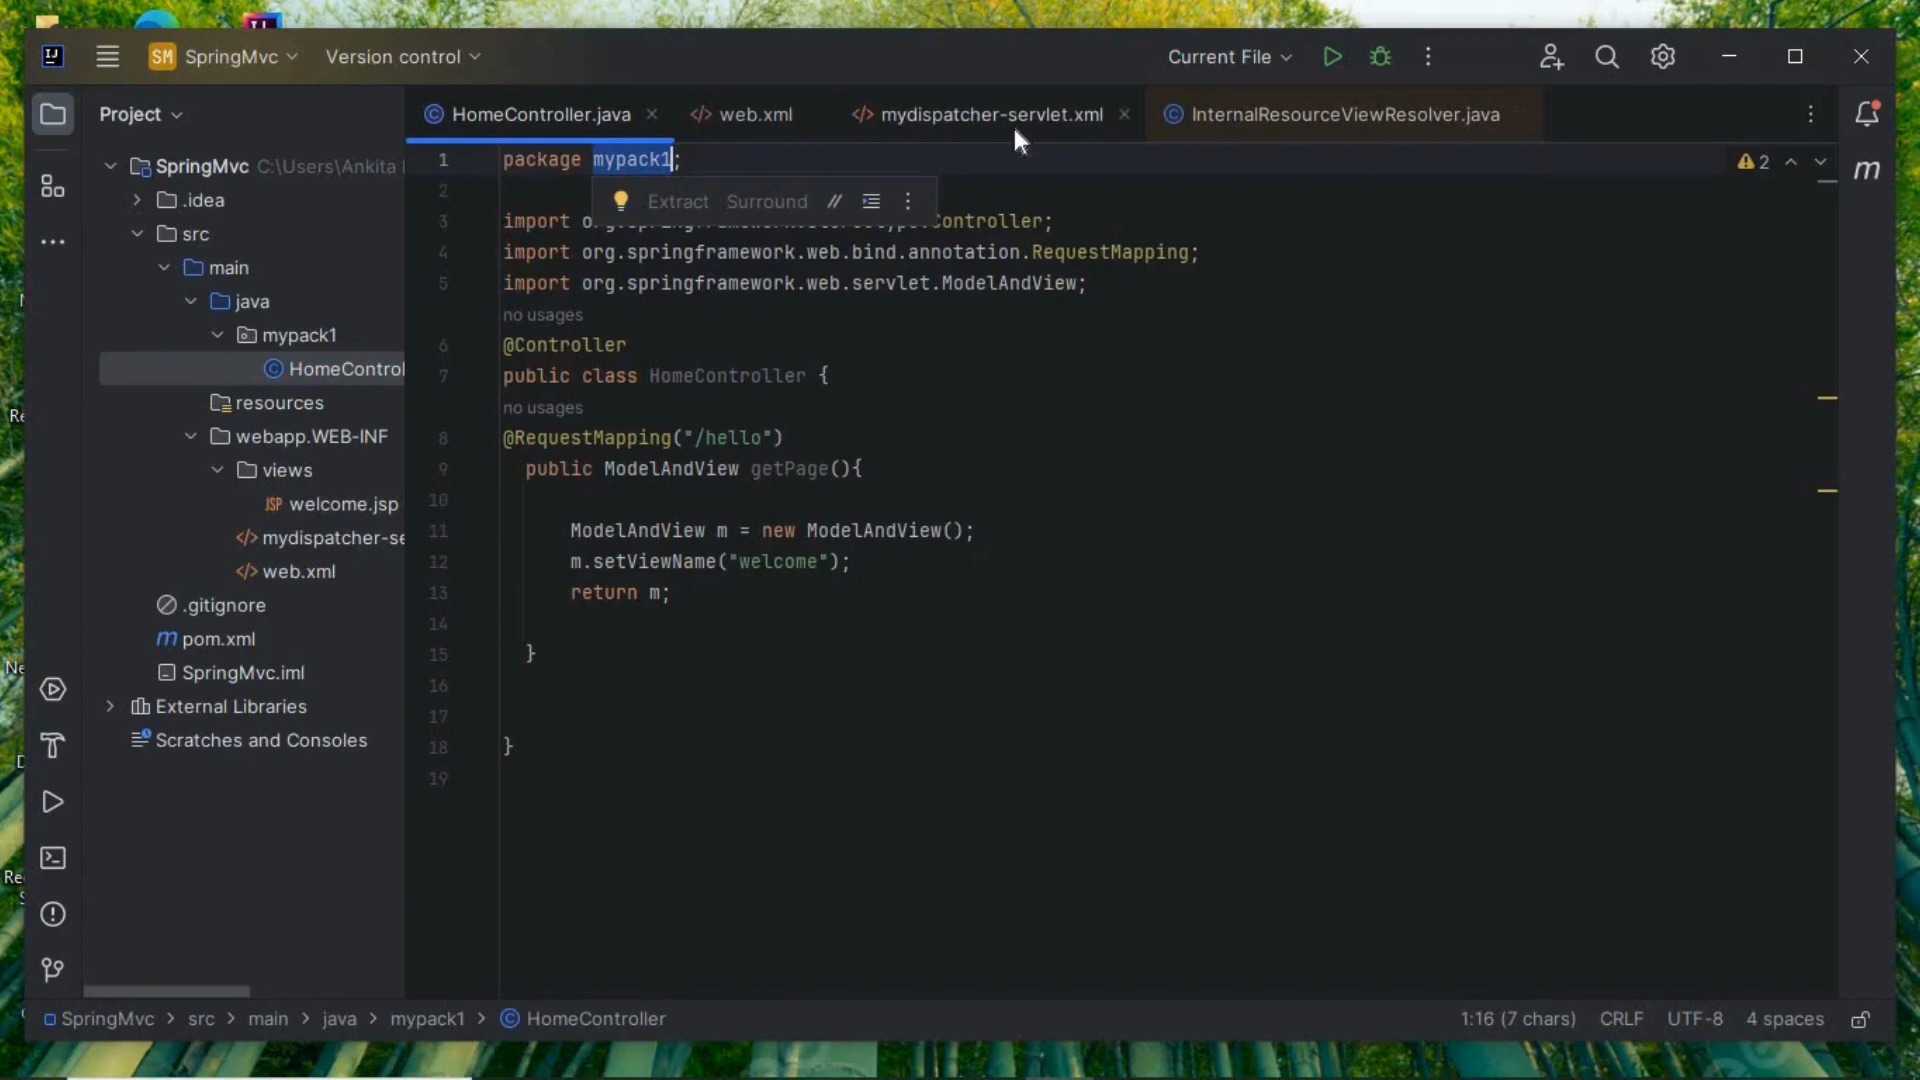 SM SpringMvc Version control Current File
Project HomeController.java web.xml mydispatcher-servlet.xml InternalResourceViewResolver.java
SpringMvc C:\Users\Ankita
.idea
src
main
java
mypack1
HomeControl
resources
webapp.WEB-INF
views
welcome.jsp
mydispatcher-se
web.xml
.gitignore
pom.xml
SpringMvc.iml
External Libraries
Scratches and Consoles
1 package mypack1; 2
2
Extract Surround //
3 import Controller;
4 import org.springframework.web.bind.annotation.RequestMapping;
5 import org.springframework.web.servlet.ModelAndView;
no usages
6 @Controller
7 public class HomeController {
no usages
8 @RequestMapping("/hello")
9 public ModelAndView getPage(){
10
11 ModelAndView m = new ModelAndView();
12 m.setViewName("welcome");
13 return m;
14
15 }
16
17
18 }
19
SpringMvc > src > main > java > mypack1 > HomeController 1:16 (7 chars) CRLF UTF-8 4 spaces